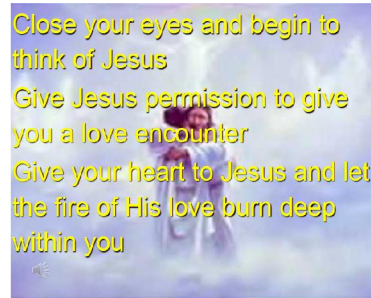 Close your eyes and begin to
think of Jesus
Give Jesus permission to give
you a love encounter
Give your heart to Jesus and let
the fire of His love burn deep
within you